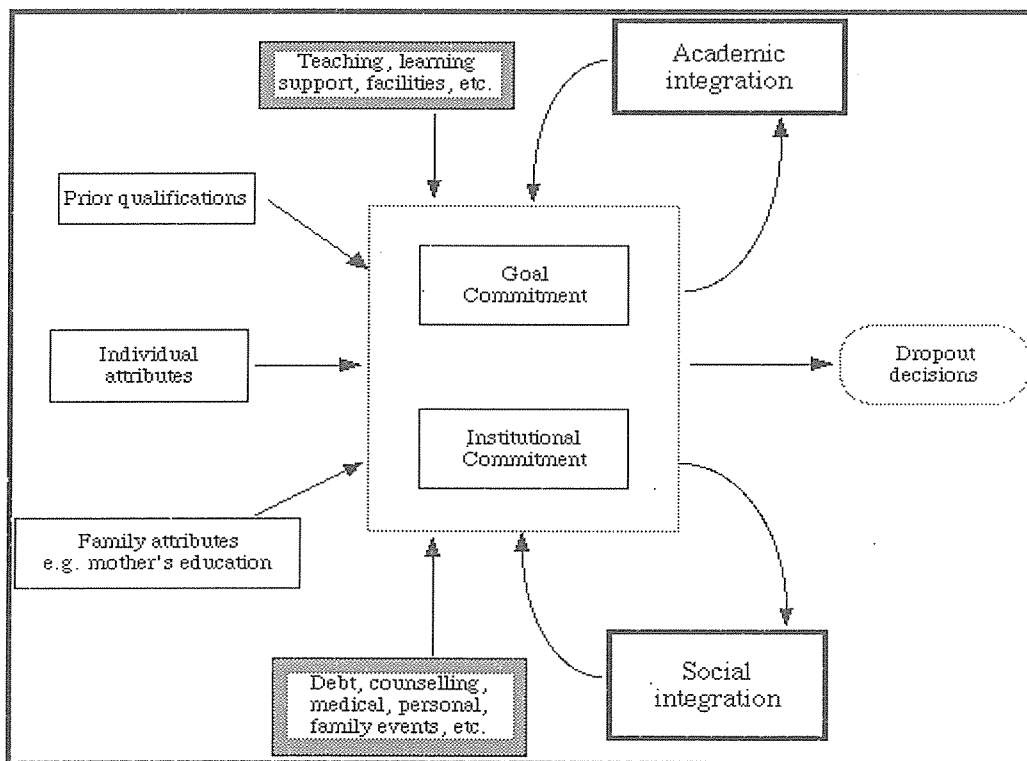 Teaching, learning
support, facilities, etc.
Academic
integration
Prior qualifications
Goal
Commitment
Individual
attributes
Dropout
decisions
Institutional
Commitment
Family attributes
e.g. mother's education
Debt, counselling,
medical, personal,
family events, etc.
Social
integration